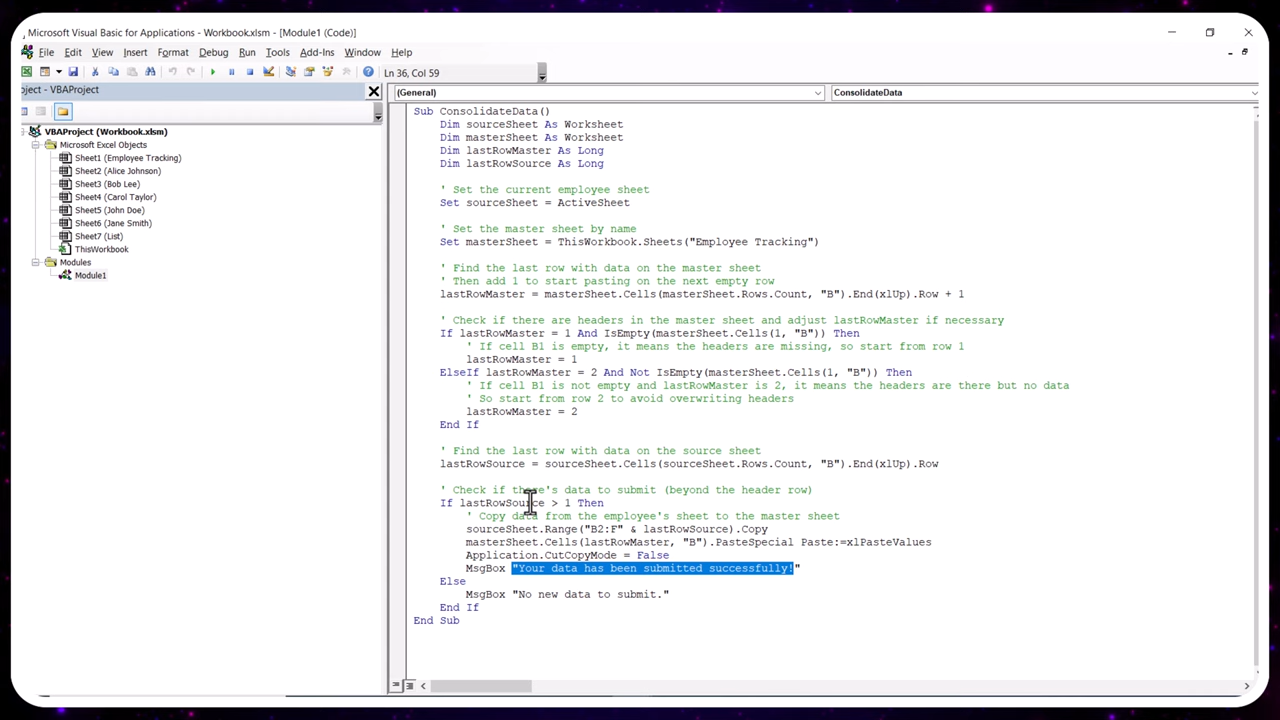 Microsoft Visual Basic for Applications - Workbook.xlsm - [Module1 (Code)]
File Edit View Insert Format Debug Run Tools Add-Ins Window Help
Ln 36, Col 59
oject - VBAProject
(General)
ConsolidateData
VBAProject (Workbook.xlsm)
Microsoft Excel Objects
Sheet1 (Employee Tracking)
Sheet2 (Alice Johnson)
Sheet3 (Bob Lee)
Sheet4 (Carol Taylor)
Sheet5 (John Doe)
Sheet6 (Jane Smith)
Sheet7 (List)
ThisWorkbook
Modules
Module1
Sub ConsolidateData()
Dim sourceSheet As Worksheet
Dim masterSheet As Worksheet
Dim lastRowMaster As Long
Dim lastRowSource As Long
' Set the current employee sheet
Set sourceSheet = ActiveSheet
' Set the master sheet by name
Set masterSheet = ThisWorkbook.Sheets("Employee Tracking")
' Find the last row with data on the master sheet
' Then add 1 to start pasting on the next empty row
lastRowMaster = masterSheet.Cells(masterSheet.Rows.Count, "B").End(xlUp).Row + 1
' Check if there are headers in the master sheet and adjust lastRowMaster if necessary
If lastRowMaster = 1 And IsEmpty(masterSheet.Cells(1, "B")) Then
' If cell B1 is empty, it means the headers are missing, so start from row 1
lastRowMaster = 1
ElseIf lastRowMaster = 2 And Not IsEmpty(masterSheet.Cells(1, "B")) Then
' If cell B1 is not empty and lastRowMaster is 2, it means the headers are there but no data
' So start from row 2 to avoid overwriting headers
lastRowMaster = 2
End If
' Find the last row with data on the source sheet
lastRowSource = sourceSheet.Cells(sourceSheet.Rows.Count, "B").End(xlUp).Row
' Check if there's data to submit (beyond the header row)
If lastRowSource > 1 Then
' Copy data from the employee's sheet to the master sheet
sourceSheet.Range("B2:F" & lastRowSource).Copy
masterSheet.Cells(lastRowMaster, "B").PasteSpecial Paste:=xlPasteValues
Application.CutCopyMode = False
MsgBox "Your data has been submitted successfully!"
Else
MsgBox "No new data to submit."
End If
End Sub